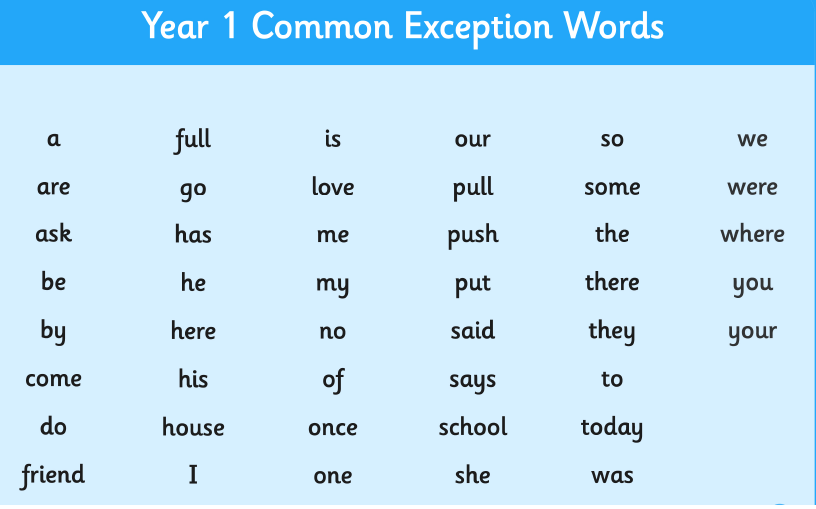 Year 1 Common Exception Words
a full is our so we
are go love pull some were
ask has me push the where
be he my put there you
by here no said they your
come his of says to
do house once school today
friend I one she was